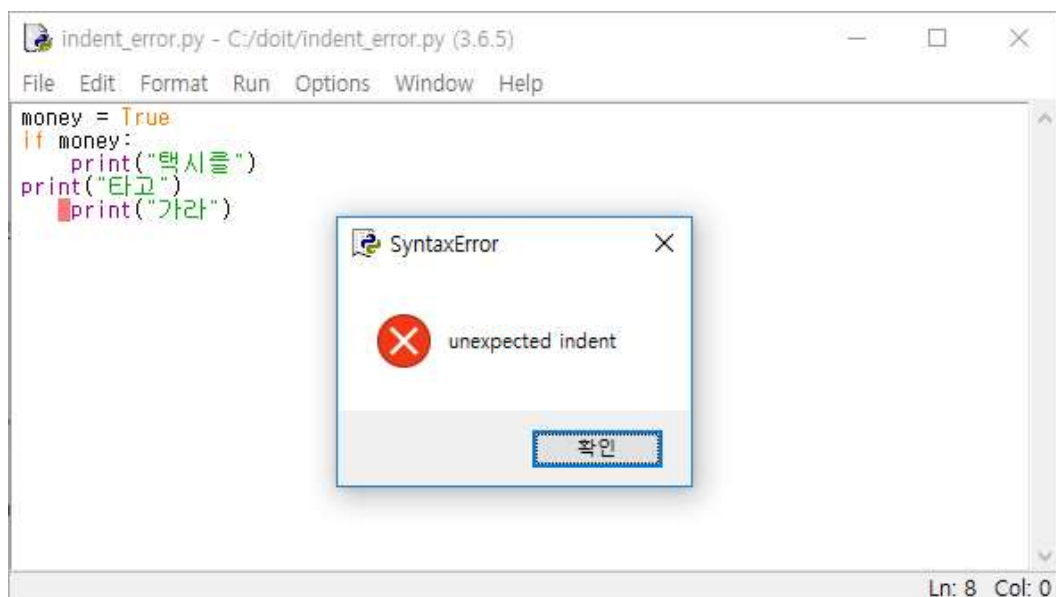 indent_error.py - C:/doit/indent_error.py (3.6.5)
File Edit Format Run Options Window Help
money = True
if money:
    print("택시를")
print("타고")
    print("가라")
SyntaxError
unexpected indent
확인
Ln: 8 Col: 0